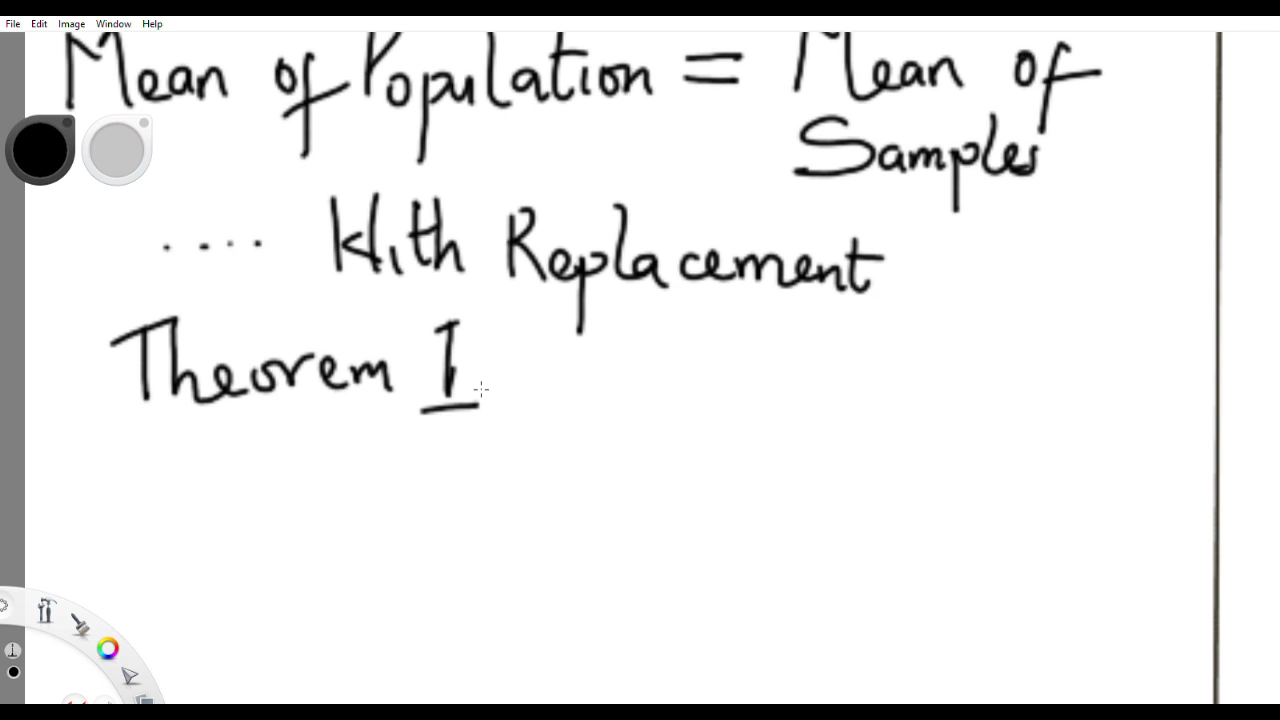 File Edit Image Window Help
Mean of Population = Mean of
Samples
.... With Replacement
Theorem I